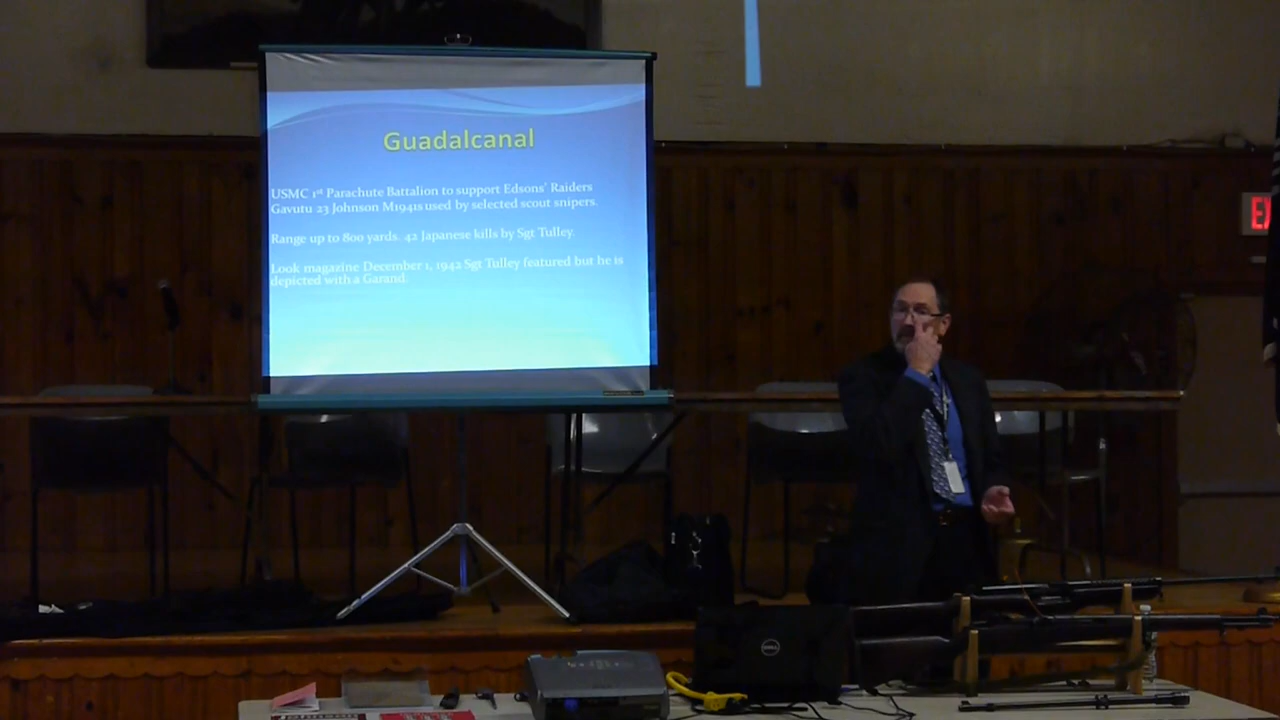 Guadalcanal
USMC 1st Parachute Battalion to support Edsons' Raiders
Gavutu 23 Johnson M1941s used by selected scout snipers.
Range up to 800 yards. 42 Japanese kills by Sgt Tulley.
Look magazine December 1, 1942 Sgt Tulley featured but he is
depicted with a Garand.
EX
DELL